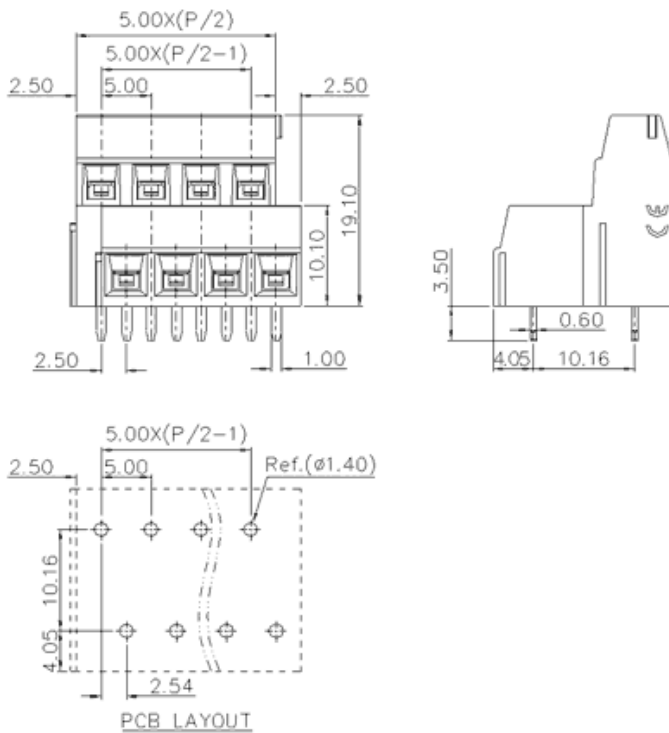 5.00X(P/2)
5.00X(P/2-1)
2.50 5.00 2.50
19.10
10.10
2.50 1.00
3.50
0.60
4.05 10.16
CE
5.00X(P/2-1)
2.50 5.00 Ref.(ø1.40)
10.16
4.05
2.54
PCB LAYOUT